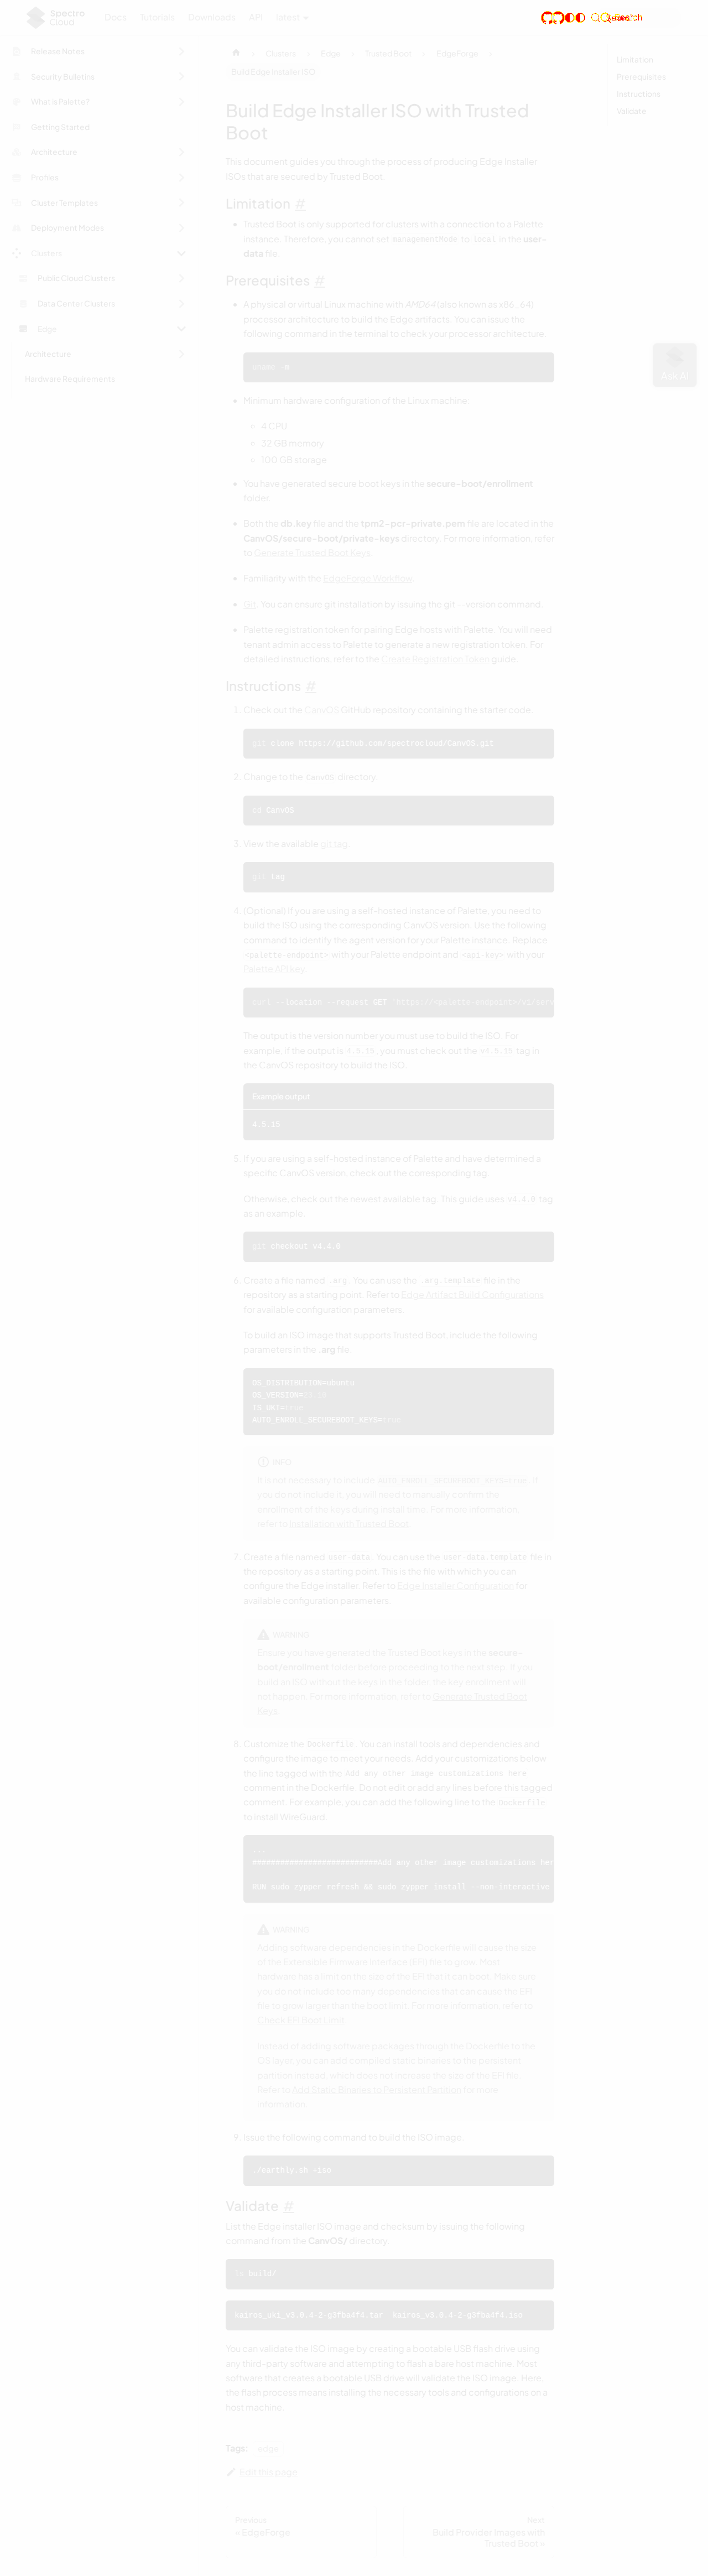 Spectro Cloud
Docs
Tutorials
Downloads
API
latest
Search
Release Notes
Security Bulletins
What is Palette?
Getting Started
Architecture
Profiles
Cluster Templates
Deployment Modes
Clusters
Public Cloud Clusters
Data Center Clusters
Edge
Architecture
Hardware Requirements
Clusters
Edge
Trusted Boot
EdgeForge
Build Edge Installer ISO
Build Edge Installer ISO with Trusted
Boot
This document guides you through the process of producing Edge Installer
ISOs that are secured by Trusted Boot.
Limitation #
Trusted Boot is only supported for clusters with a connection to a Palette
instance. Therefore, you cannot set managementMode to local in the user-
data file.
Prerequisites #
A physical or virtual Linux machine with AMD64 (also known as x86_64)
processor architecture to build the Edge artifacts. You can issue the
following command in the terminal to check your processor architecture.
uname -m
Minimum hardware configuration of the Linux machine:
4 CPU
32 GB memory
100 GB storage
You have generated secure boot keys in the secure-boot/enrollment
folder.
Both the db.key file and the tpm2-pcr-private.pem file are located in the
CanvOS/secure-boot/private-keys directory. For more information, refer
to Generate Trusted Boot Keys.
Familiarity with the EdgeForge Workflow.
Git. You can ensure git installation by issuing the git --version command.
Palette registration token for pairing Edge hosts with Palette. You will need
tenant admin access to Palette to generate a new registration token. For
detailed instructions, refer to the Create Registration Token guide.
Instructions #
1. Check out the CanvOS GitHub repository containing the starter code.
git clone https://github.com/spectrocloud/CanvOS.git
2. Change to the CanvOS directory.
cd CanvOS
3. View the available git tag.
git tag
4. (Optional) If you are using a self-hosted instance of Palette, you need to
build the ISO using the corresponding CanvOS version. Use the following
command to identify the agent version for your Palette instance. Replace
<palette-endpoint> with your Palette endpoint and <api-key> with your
Palette API key.
curl --location --request GET 'https://<palette-endpoint>/v1/
The output is the version number you must use to build the ISO. For
example, if the output is 4.5.15, you must check out the v4.5.15 tag in
the CanvOS repository to build the ISO.
Example output
4.5.15
5. If you are using a self-hosted instance of Palette and have determined a
specific CanvOS version, check out the corresponding tag.
Otherwise, check out the newest available tag. This guide uses v4.4.9 tag
as an example.
git checkout v4.4.9
6. Create a file named .arg. You can use the .arg.template file in the
repository as a starting point. Refer to Edge Artifact Build Configurations
for available configuration parameters.
To build an ISO image that supports Trusted Boot, include the following
parameters in the .arg file.
OS_DISTRIBUTION=ubuntu
IS_UKI=true
AUTO_ENROLL_SECUREBOOT_KEYS=true
INFO
It is not necessary to include AUTO_ENROLL_SECUREBOOT_KEYS=true. If
you do not include it, you will need to manually confirm the
enrollment of the keys during install time. For more information,
refer to Installation with Trusted Boot.
7. Create a file named user-data. You can use the user-data.template file in
the repository as a starting point. This is the file with which you can
configure the Edge installer. Refer to Edge Installer Configuration for
available configuration parameters.
WARNING
Ensure you have generated the Trusted Boot keys in the secure-
boot/enrollment folder before proceeding to the next step. If you
build an ISO without the keys in the folder, the key enrollment will
not happen. For more information, refer to Generate Trusted Boot
Keys.
8. Customize the Dockerfile. You can install tools and dependencies and
configure the image to meet your needs. Add your customizations below
the line tagged with the Add any other image customizations here
comment in the Dockerfile. Do not edit or add any lines before this tagged
comment. For example, you can add the following line to the Dockerfile
to install WireGuard.
...
###########################Add any other image customizations her
RUN sudo zypper refresh && sudo zypper install --non-interactive
WARNING
Adding software dependencies in the Dockerfile will cause the size
of the Extensible Firmware Interface (EFI) file to grow. Most
hardware has a limit on the size of the EFI that it can boot. Make sure
you do not include too many dependencies that can cause the EFI
file to grow larger than the boot limit. For more information, refer to
Check EFI Boot Limit.
Instead of adding software packages through the Dockerfile to the
OS layer, you can add compiled static binaries to the persistent
partition instead, which does not increase the size of the EFI file.
Refer to Add Static Binaries to Persistent Partition for more
information.
9. Issue the following command to build the ISO image.
./earthly.sh +iso
Validate #
List the Edge installer ISO image and checksum by issuing the following
command from the CanvOS/ directory.
ls build/
You can validate the ISO image by creating a bootable USB flash drive using
any third-party software and attempting to flash a bare host machine. Most
software that creates a bootable USB drive will validate the ISO image. Here,
the flash process means installing the necessary tools and configurations on a
host machine.
Tags: edge
Edit this page
Previous
« EdgeForge
Next
Build Provider Images with
Trusted Boot »
Limitation
Prerequisites
Instructions
Validate
Ask AI